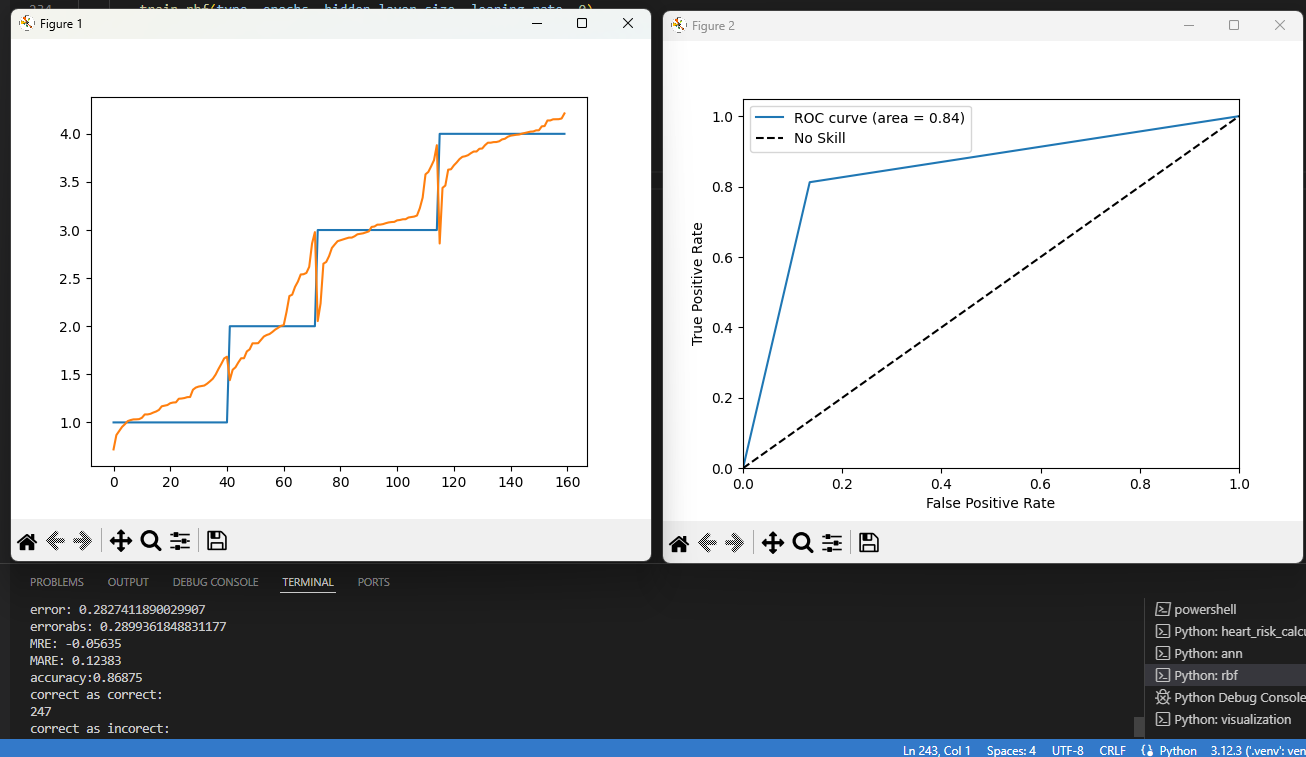 train_rbf(type, epochs, hidden_layer_size, learing_rate, 0)
Figure 1
4.0
3.5
3.0
2.5
2.0
1.5
1.0
0 20 40 60 80 100 120 140 160
Figure 2
ROC curve (area = 0.84)
No Skill
True Positive Rate
1.0
0.8
0.6
0.4
0.2
0.0
0.0 0.2 0.4 0.6 0.8 1.0
False Positive Rate
PROBLEMS OUTPUT DEBUG CONSOLE TERMINAL PORTS
error: 0.2827411890029907
errorabs: 0.2899361848831177
MRE: -0.05635
MARE: 0.12383
accuracy:0.86875
correct as correct:
247
correct as incorect:
powershell
Python: heart_risk_calcu
Python: ann
Python: rbf
Python Debug Console
Python: visualization
Ln 243, Col 1 Spaces: 4 UTF-8 CRLF Python 3.12.3 ('.venv': ven